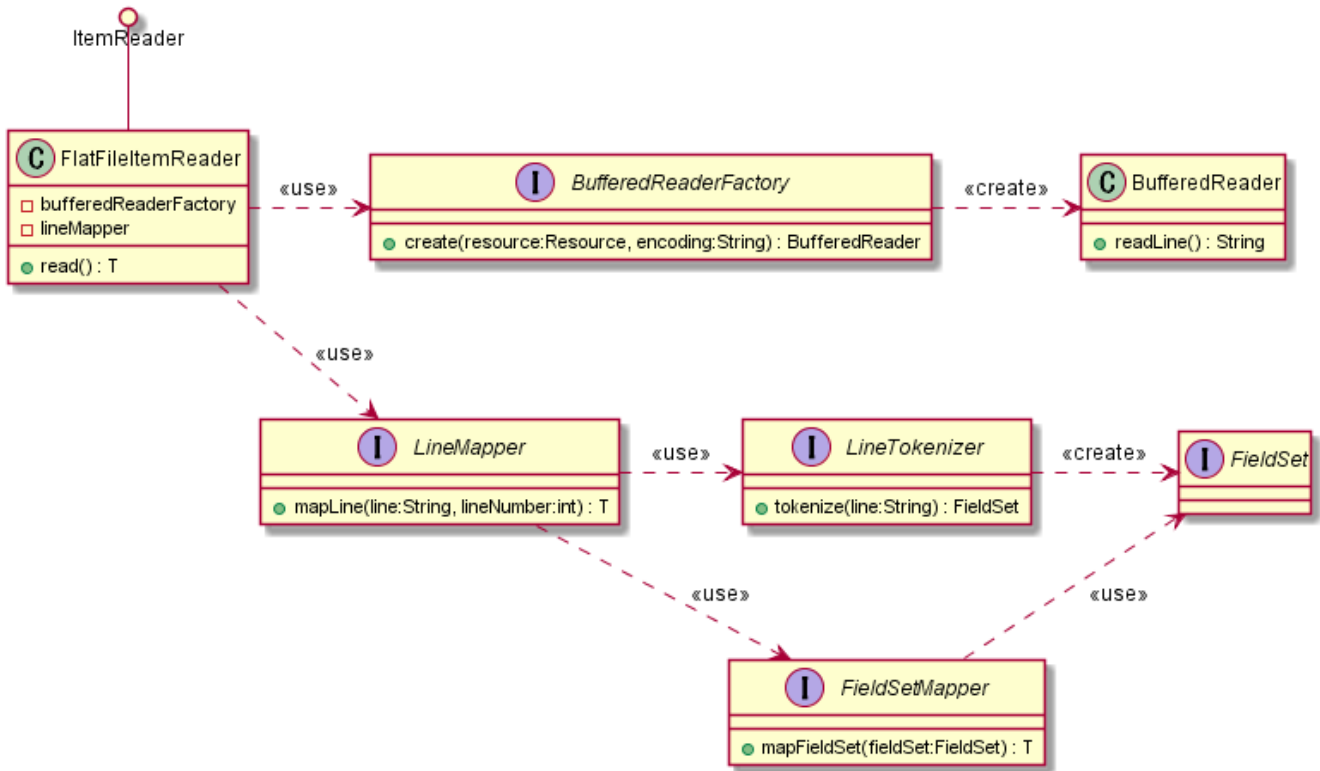 ItemReader
C FlatFileItemReader
bufferedReaderFactory
lineMapper
read() : T
«use»
I BufferedReaderFactory
create(resource:Resource, encoding:String) : BufferedReader
«create»
C BufferedReader
readLine() : String
«use»
I LineMapper
mapLine(line:String, lineNumber:int) : T
«use»
I LineTokenizer
tokenize(line:String) : FieldSet
«create»
I FieldSet
«use»
«use»
I FieldSetMapper
mapFieldSet(fieldSet:FieldSet) : T